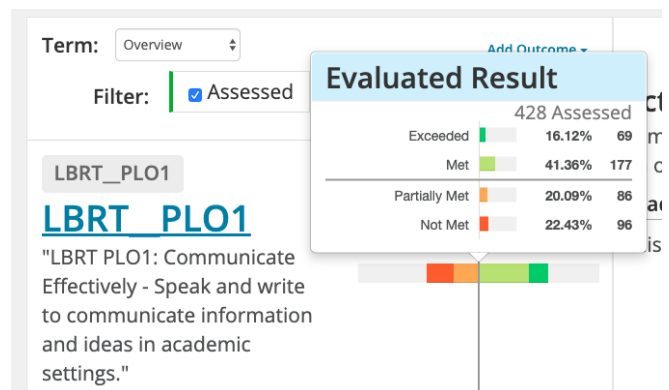 Term: Overview
Add Outcome
Filter: Assessed
Evaluated Result
428 Assessed
Exceeded 16.12% 69
Met 41.36% 177
Partially Met 20.09% 86
Not Met 22.43% 96
LBRT__PLO1
LBRT__PLO1
"LBRT PLO1: Communicate
Effectively - Speak and write
to communicate information
and ideas in academic
settings."